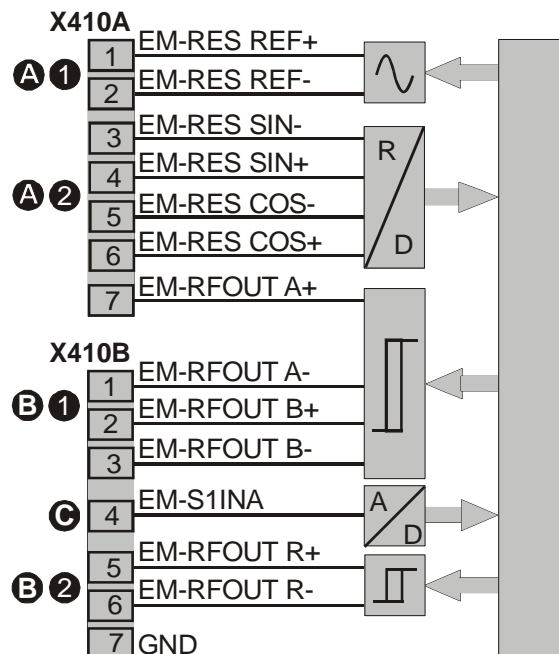 X410A
1 EM-RES REF+
A 1
2 EM-RES REF-
3 EM-RES SIN-
R
4 EM-RES SIN+
A 2
5 EM-RES COS-
D
6 EM-RES COS+
7 EM-RFOUT A+
X410B
1 EM-RFOUT A-
B 1
2 EM-RFOUT B+
3 EM-RFOUT B-
C 4 EM-S1INA A
D
5 EM-RFOUT R+
B 2
6 EM-RFOUT R-
7 GND